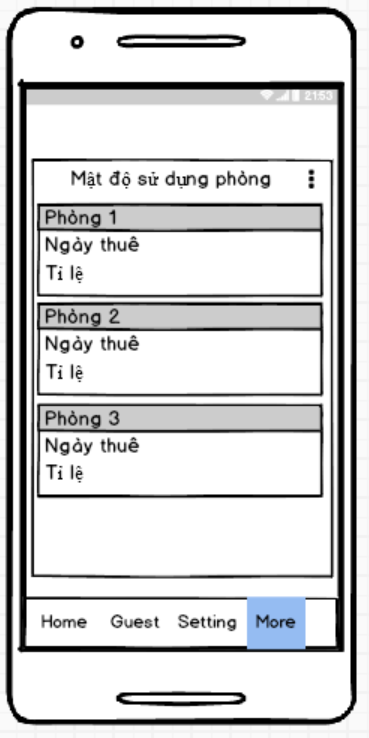 2153
Mật độ sử dụng phòng
Phòng 1
Ngày thuê
Tỉ lệ
Phòng 2
Ngày thuê
Tỉ lệ
Phòng 3
Ngày thuê
Tỉ lệ
Home Guest Setting More